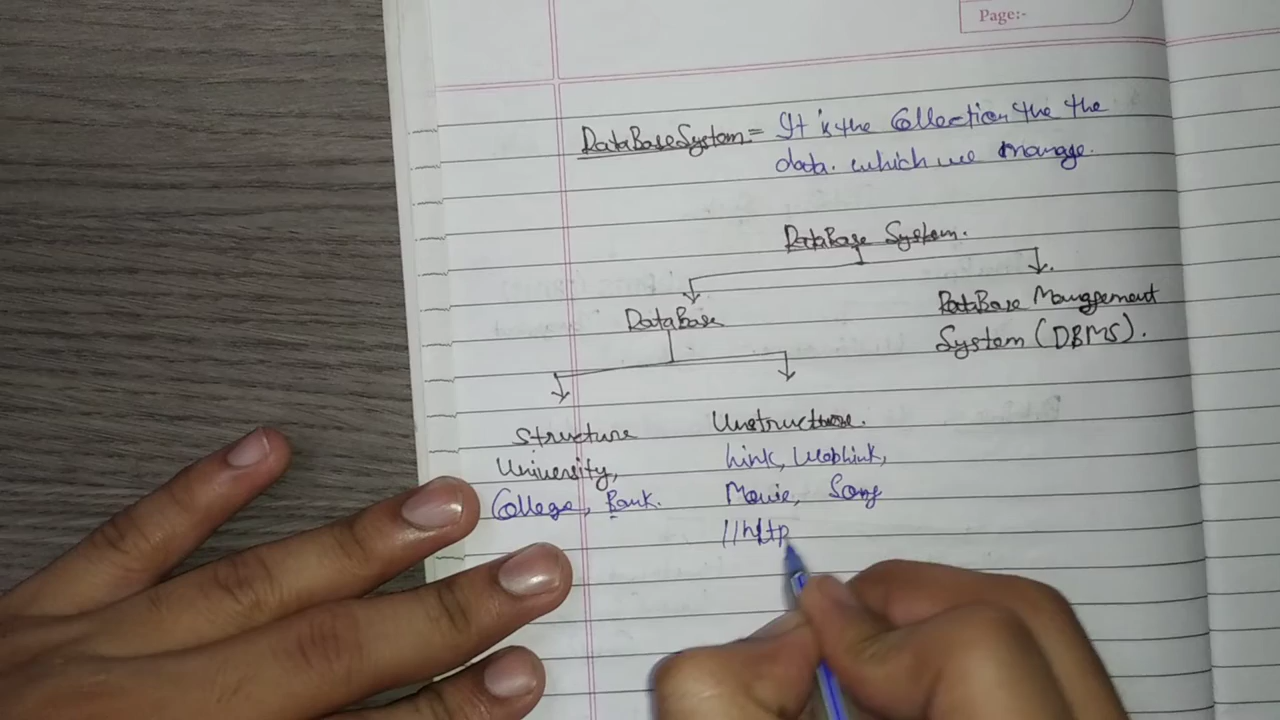 Page:-
DataBaseSystem = It is the Collection the the
data. which we manage.
DataBase System.
DataBase
DataBase Management
System (DBMS).
Structure
University,
College, Bank.
Unstructure.
Link, Weblink,
Movie, Song
//http